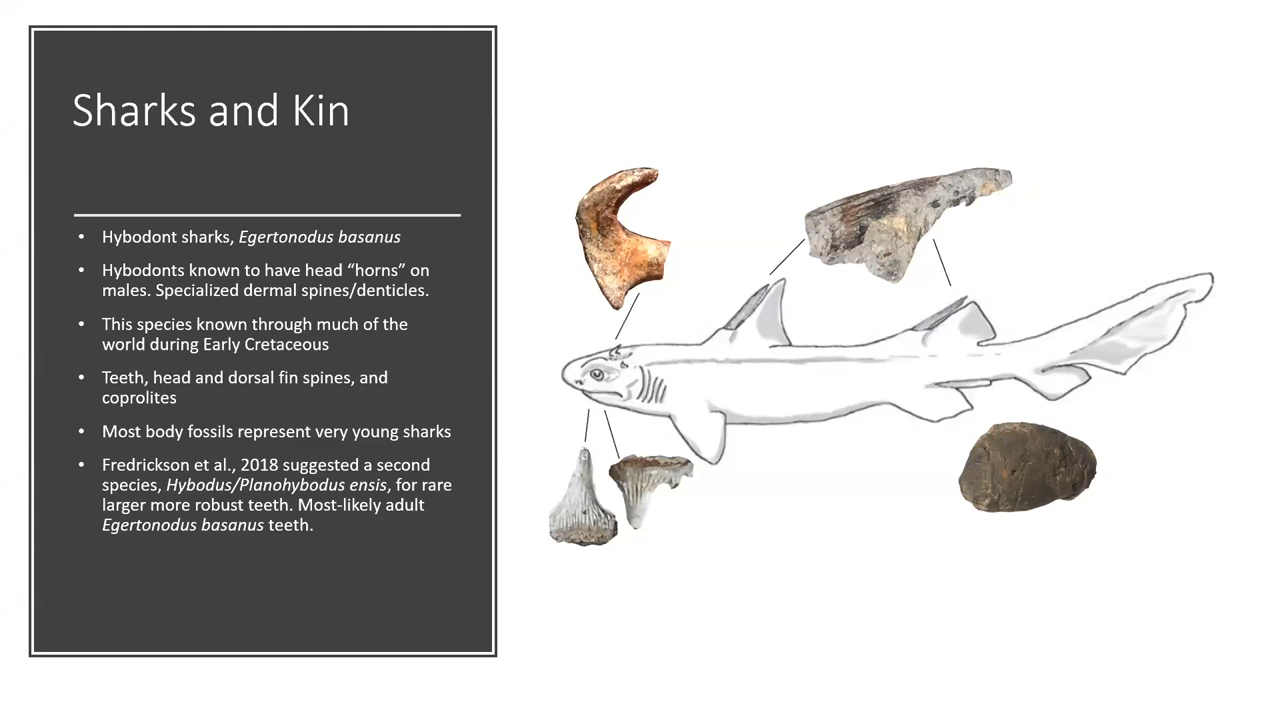 Sharks and Kin
• Hybodont sharks, Egertonodus basanus
• Hybodonts known to have head “horns” on
males. Specialized dermal spines/denticles.
• This species known through much of the
world during Early Cretaceous
• Teeth, head and dorsal fin spines, and
coprolites
• Most body fossils represent very young sharks
• Fredrickson et al., 2018 suggested a second
species, Hybodus/Planohybodus ensis, for rare
larger more robust teeth. Most-likely adult
Egertonodus basanus teeth.